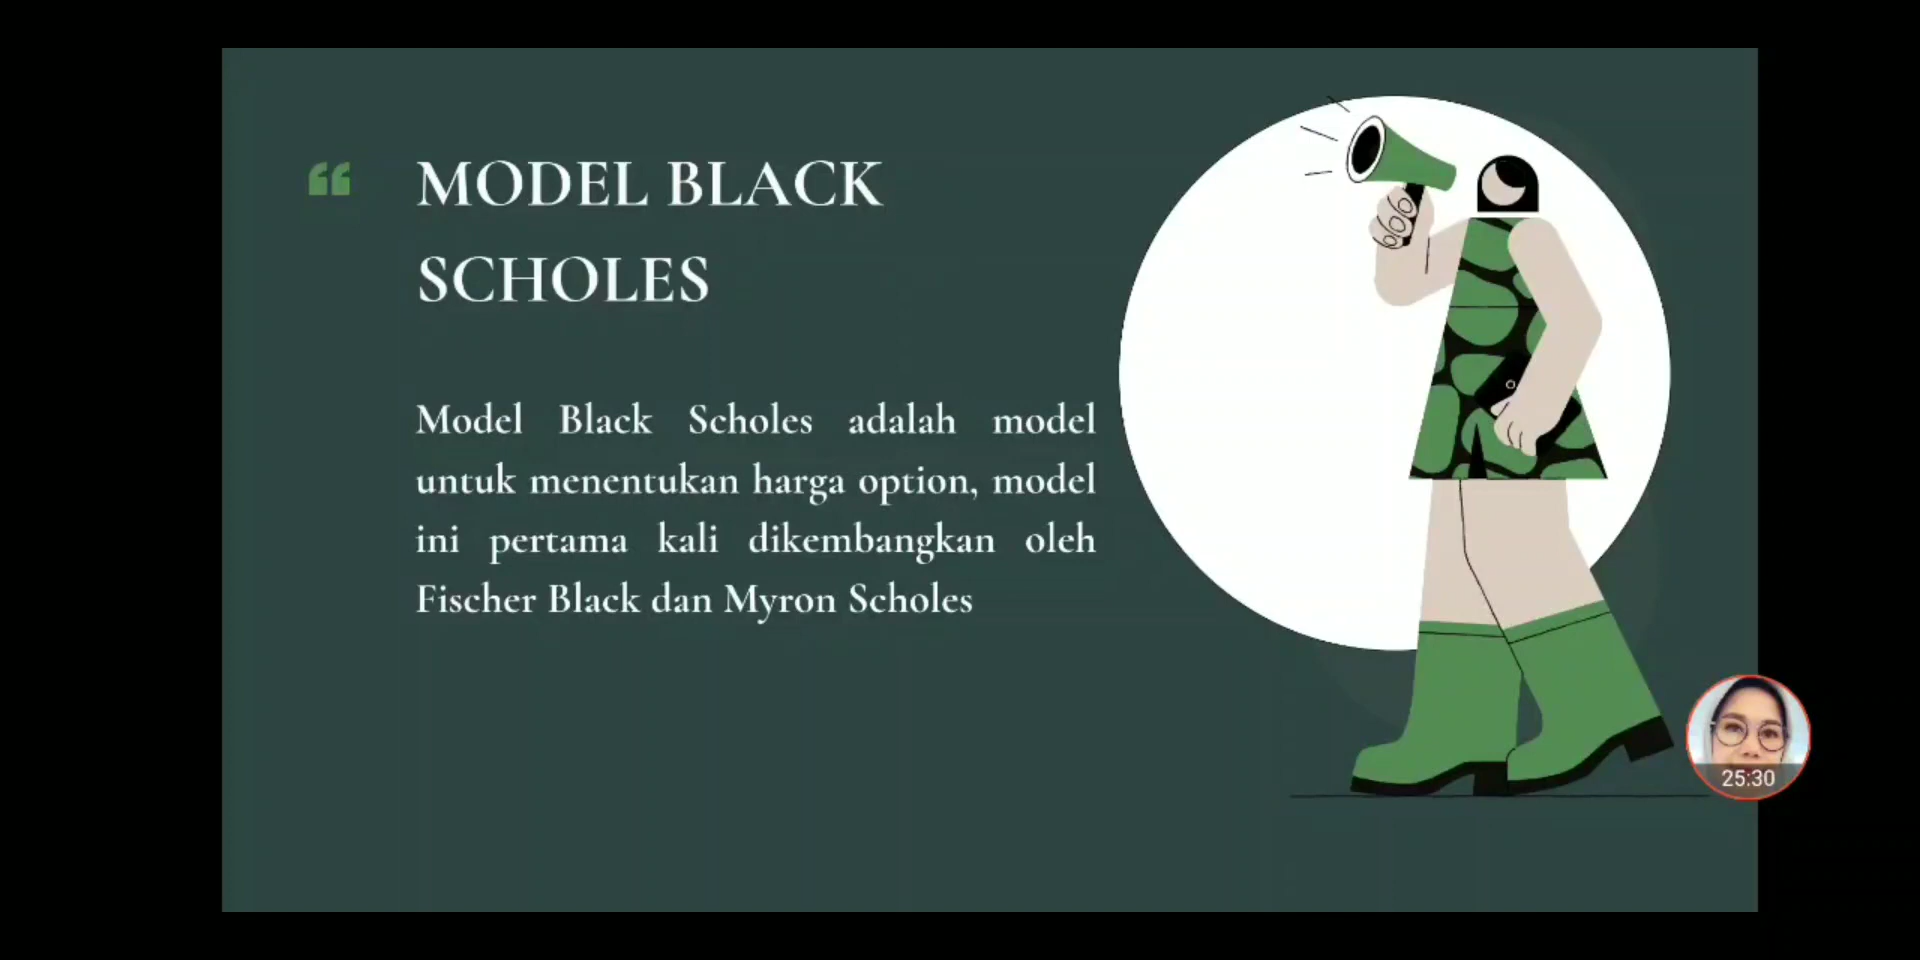 ❝ MODEL BLACK
SCHOLES
Model Black Scholes adalah model
untuk menentukan harga option, model
ini pertama kali dikembangkan oleh
Fischer Black dan Myron Scholes
25:30